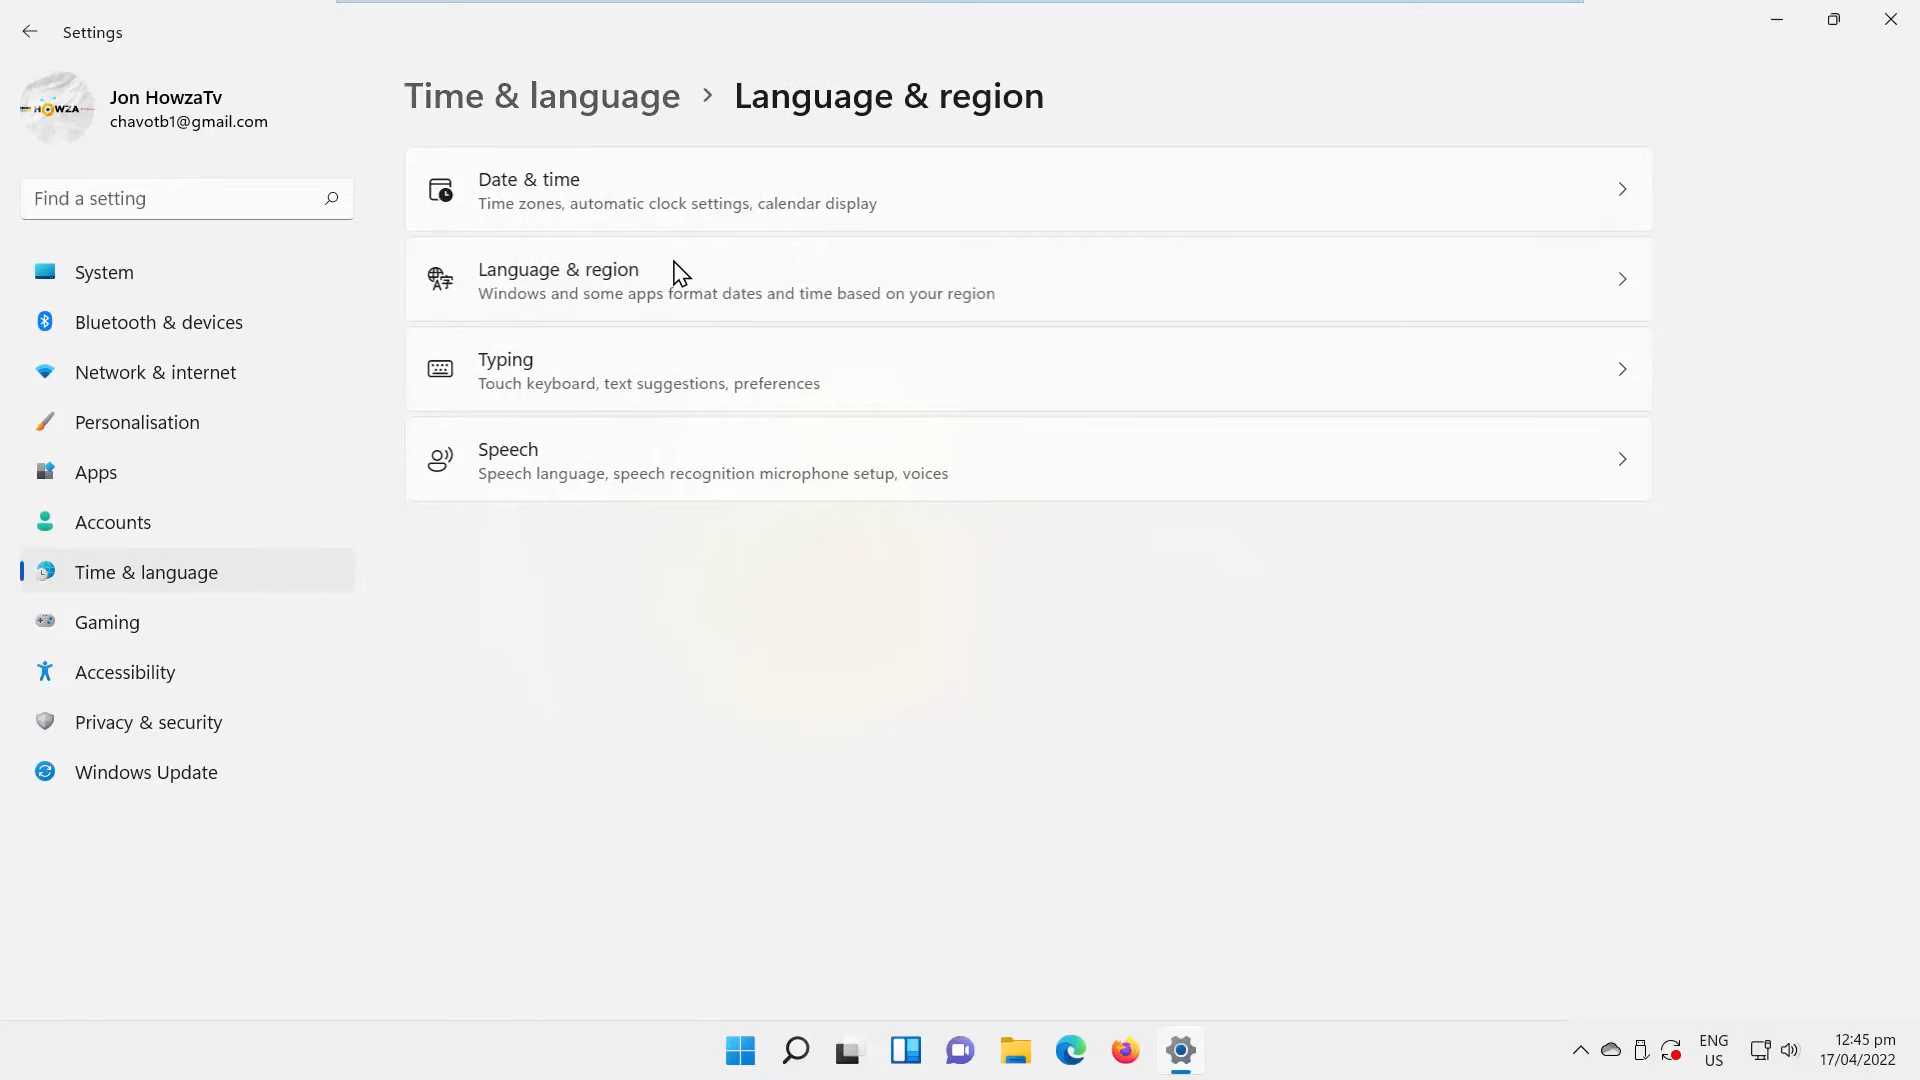 Settings
Jon HowzaTv
chavotb1@gmail.com
HOWZA
Find a setting
System
Bluetooth & devices
Network & internet
Personalisation
Apps
Accounts
Time & language
Gaming
Accessibility
Privacy & security
Windows Update
Time & language > Language & region
Date & time
Time zones, automatic clock settings, calendar display
Language & region
Windows and some apps format dates and time based on your region
Typing
Touch keyboard, text suggestions, preferences
Speech
Speech language, speech recognition microphone setup, voices
ENG
US
12:45 pm
17/04/2022